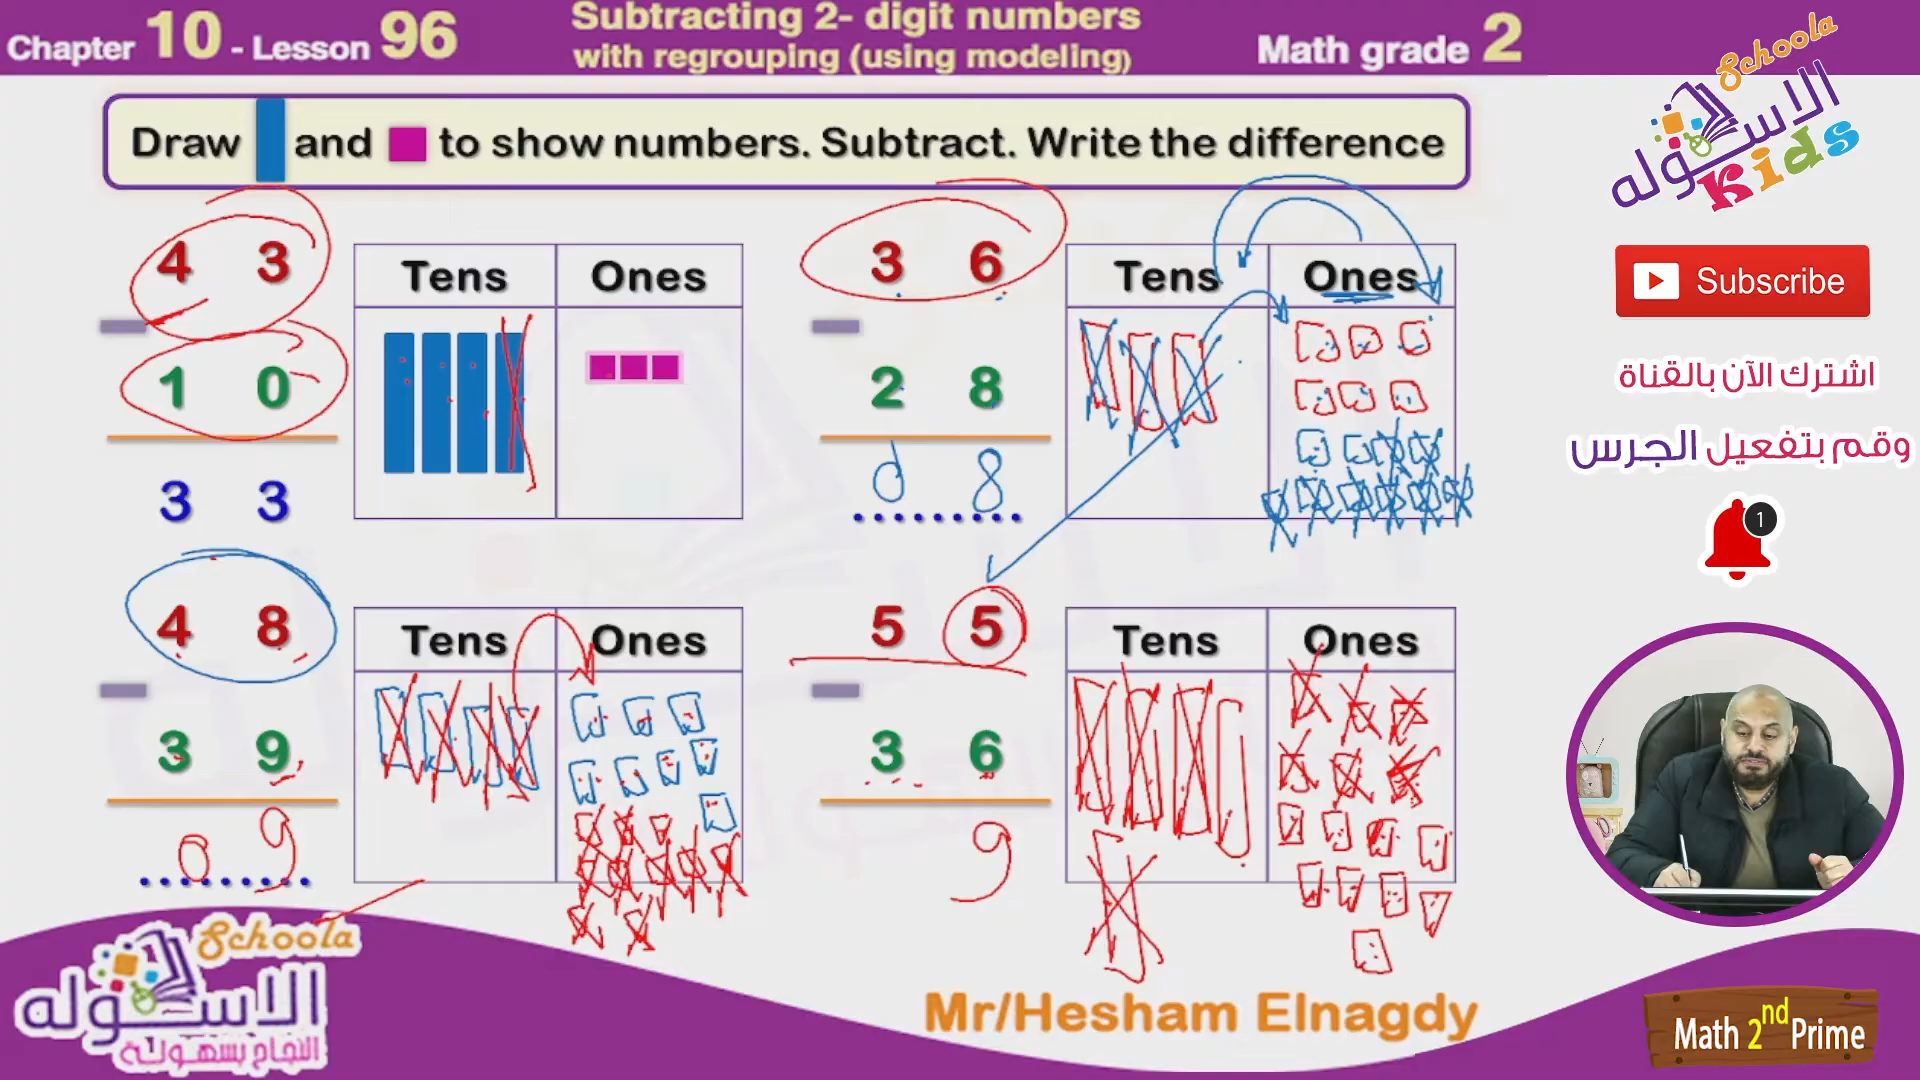 Chapter 10 - Lesson 96
Subtracting 2- digit numbers
with regrouping (using modeling)
Math grade 2
Schoola
الاسكوله
Kids
Draw and to show numbers. Subtract. Write the difference
4 3
1 0
3 3
Tens Ones
3 6
2 8
0 8
Tens Ones
4 8
3 9
0 9
Tens Ones
5 5
3 6
9
Tens Ones
Subscribe
اشترك الآن بالقناة
وقم بتفعيل الجرس
1
Schoola
الاسكوله
النجاح بسهولة
Mr/Hesham Elnagdy
Math 2nd Prime